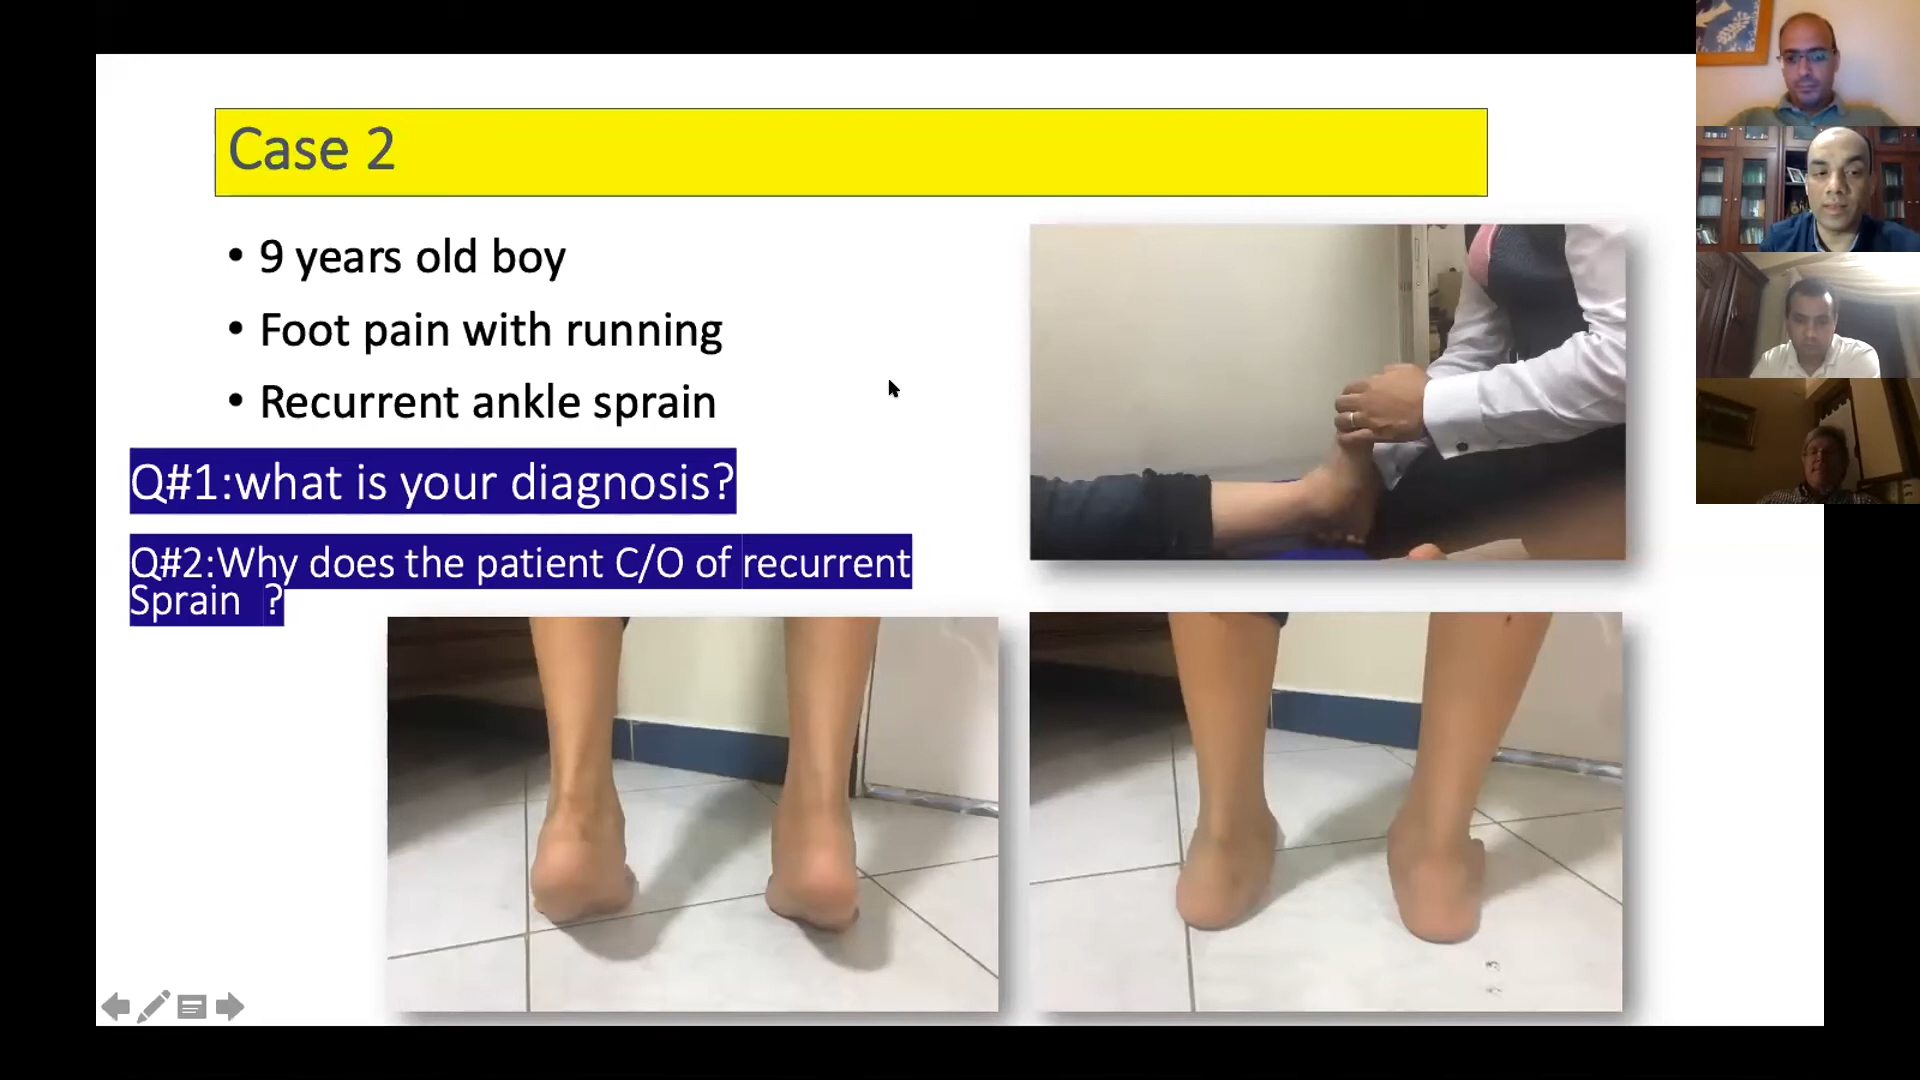 Case 2
• 9 years old boy
• Foot pain with running
• Recurrent ankle sprain
Q#1:what is your diagnosis?
Q#2:Why does the patient C/O of recurrent
Sprain ?